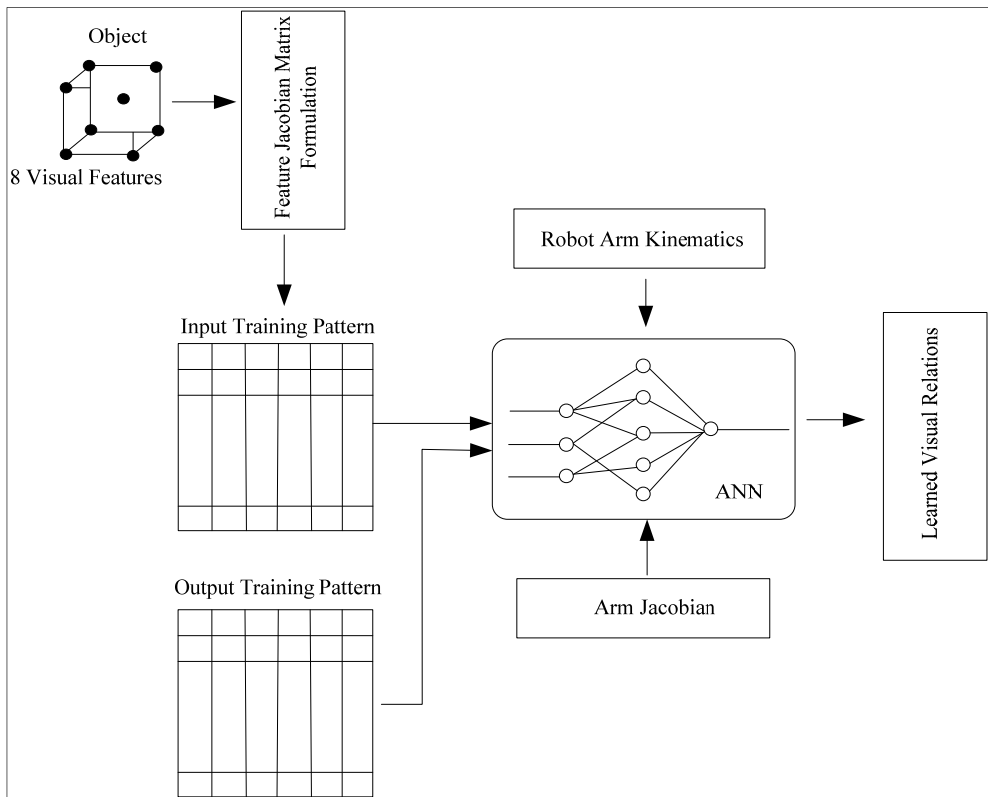 Object
8 Visual Features
Feature Jacobian Matrix
Formulation
Robot Arm Kinematics
Input Training Pattern
ANN
Learned Visual Relations
Output Training Pattern
Arm Jacobian